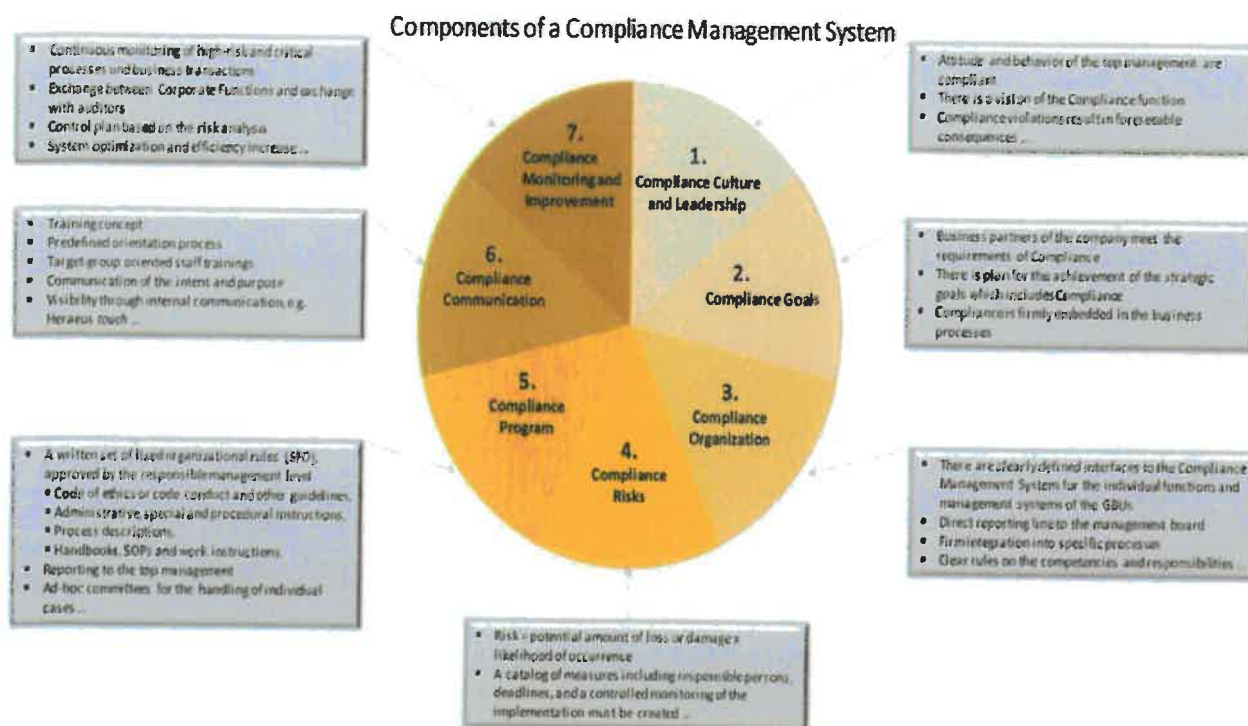 Components of a Compliance Management System
▪ Continuous monitoring of high-risk and critical
processes and business transactions
▪ Exchange between Corporate Functions and exchange
with auditors
▪ Control plan based on the risk analysis
▪ System optimization and efficiency increase ...
▪ Training concept
▪ Predefined orientation process
▪ Target-group oriented staff trainings
▪ Communication of the intent and purpose
▪ Visibility through internal communication, e.g.
Heraeus touch ...
▪ A written set of fixed organizational rules (SFO),
approved by the responsible management level
▪ Code of ethics or code conduct and other guidelines,
▪ Administrative special and procedural instructions,
▪ Process descriptions,
▪ Handbooks, SOPs and work instructions.
▪ Reporting to the top management
▪ Ad-hoc committees for the handling of individual
cases ...
7.
Compliance
Monitoring and
Improvement
1.
Compliance Culture
and Leadership
6.
Compliance
Communication
2.
Compliance Goals
5.
Compliance
Program
3.
Compliance
Organization
4.
Compliance
Risks
▪ Attitude and behavior of the top management are
compliant
▪ There is a vision of the Compliance function
▪ Compliance violations result in foreseeable
consequences ...
▪ Business partners of the company meet the
requirements of Compliance
▪ There is plan for the achievement of the strategic
goals which includes Compliance
▪ Compliance is firmly embedded in the business
processes
▪ There are clearly defined interfaces to the Compliance
Management System for the individual functions and
management systems of the GBUs
▪ Direct reporting line to the management board
▪ Firm integration into specific processes
▪ Clear rules on the competencies and responsibilities ...
▪ Risk = potential amount of loss or damage x
likelihood of occurrence
▪ A catalog of measures including responsible persons,
deadlines, and a controlled monitoring of the
implementation must be created ...